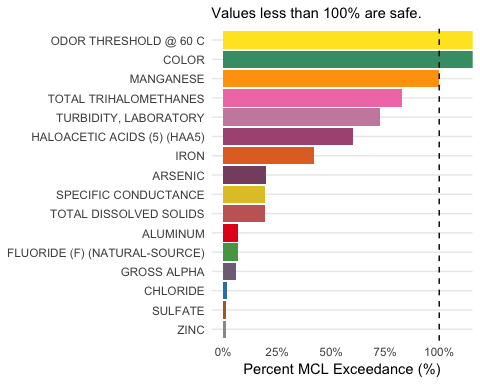 Values less than 100% are safe.
ODOR THRESHOLD @ 60 C
COLOR
MANGANESE
TOTAL TRIHALOMETHANES
TURBIDITY, LABORATORY
HALOACETIC ACIDS (5) (HAA5)
IRON
ARSENIC
SPECIFIC CONDUCTANCE
TOTAL DISSOLVED SOLIDS
ALUMINUM
FLUORIDE (F) (NATURAL-SOURCE)
GROSS ALPHA
CHLORIDE
SULFATE
ZINC
0% 25% 50% 75% 100%
Percent MCL Exceedance (%)